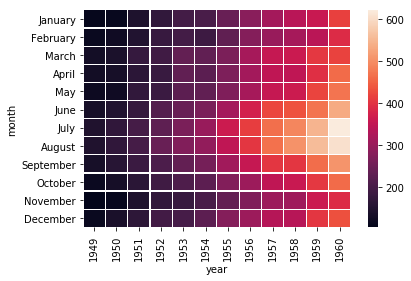 month
January
February
March
April
May
June
July
August
September
October
November
December
1949 1950 1951 1952 1953 1954 1955 1956 1957 1958 1959 1960
year
600
500
400
300
200